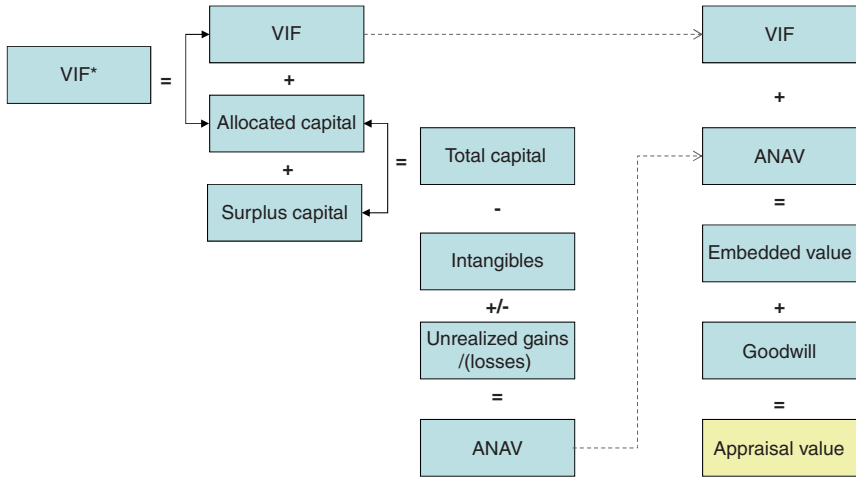 VIF*
=
VIF
+
Allocated capital
+
Surplus capital
=
Total capital
-
Intangibles
+/-
Unrealized gains
/(losses)
=
ANAV
VIF
+
ANAV
=
Embedded value
+
Goodwill
=
Appraisal value